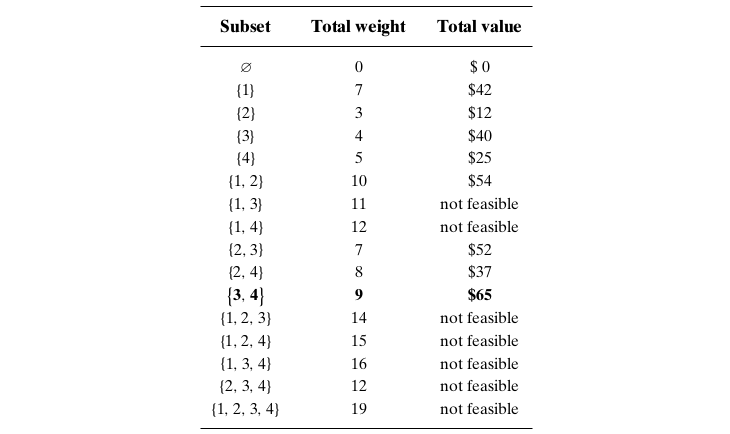 Subset Total weight Total value
∅ 0 $ 0
{1} 7 $42
{2} 3 $12
{3} 4 $40
{4} 5 $25
{1, 2} 10 $54
{1, 3} 11 not feasible
{1, 4} 12 not feasible
{2, 3} 7 $52
{2, 4} 8 $37
{3, 4} 9 $65
{1, 2, 3} 14 not feasible
{1, 2, 4} 15 not feasible
{1, 3, 4} 16 not feasible
{2, 3, 4} 12 not feasible
{1, 2, 3, 4} 19 not feasible